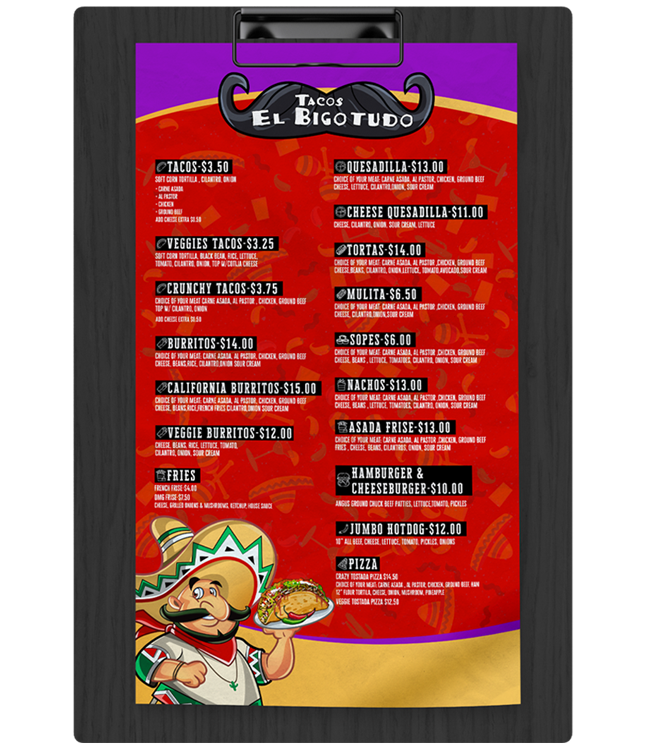 TACOS
EL BIGOTUDO
TACOS-$3.50
SOFT CORN TORTILLA , CILANTRO, ONION
- CARNE ASADA
- AL PASTOR
- CHICKEN
- GROUND BEEF
ADD CHEESE EXTRA $0.50
VEGGIES TACOS-$3.25
SOFT CORN TORTILLA, BLACK BEAN, RICE, LETTUCE,
TOMATO, CILANTRO, ONION, TOP W/COTIJA CHEESE
CRUNCHY TACOS-$3.75
CHOICE OF YOUR MEAT CARNE ASADA, AL PASTOR , CHICKEN, GROUND BEEF
TOP W/ CILANTRO, ONION
ADD CHEESE EXTRA $0.50
BURRITOS-$14.00
CHOICE OF YOUR MEAT: CARNE ASADA, AL PASTOR, CHICKEN, GROUND BEEF
CHEESE, BEANS,RICE, CILANTRO,ONION SOUR CREAM
CALIFORNIA BURRITOS-$15.00
CHOICE OF YOUR MEAT: CARNE ASADA, AL PASTOR, CHICKEN, GROUND BEEF
CHEESE, BEANS,RICE,FRENCH FRIES CILANTRO,ONION SOUR CREAM
VEGGIE BURRITOS-$12.00
CHEESE, BEANS, RICE, LETTUCE, TOMATO,
CILANTRO, ONION, SOUR CREAM
FRIES
FRENCH FRISE-$4.00
OMG FRISE-$7.50
CHEESE, GRILLED ONIONS & MUSHROOMS, KETCHUP, HOUSE SAUCE
QUESADILLA-$13.00
CHOICE OF YOUR MEAT: CARNE ASADA, AL PASTOR, CHICKEN, GROUND BEEF
CHEESE, LETTUCE, CILANTRO,ONION, SOUR CREAM
CHEESE QUESADILLA-$11.00
CHEESE, CILANTRO, ONION, SOUR CREAM, LETTUCE
TORTAS-$14.00
CHOICE OF YOUR MEAT: CARNE ASADA, AL PASTOR ,CHICKEN, GROUND BEEF
CHEESE,BEANS, CILANTRO, ONION,LETTUCE, TOMATO,AVOCADO,SOUR CREAM
MULITA-$6.50
CHOICE OF YOUR MEAT: CARNE ASADA, AL PASTOR ,CHICKEN, GROUND BEEF
CHEESE, CILANTRO,ONION,SOUR CREAM
SOPES-$6.00
CHOICE OF YOUR MEAT: CARNE ASADA, AL PASTOR ,CHICKEN, GROUND BEEF
CHEESE, BEANS , LETTUCE, TOMATOES, CILANTRO, ONION, SOUR CREAM
NACHOS-$13.00
CHOICE OF YOUR MEAT: CARNE ASADA, AL PASTOR ,CHICKEN, GROUND BEEF
CHEESE, BEANS , LETTUCE, TOMATOES, CILANTRO, ONION, SOUR CREAM
ASADA FRISE-$13.00
CHOICE OF YOUR MEAT: CARNE ASADA, AL PASTOR ,CHICKEN, GROUND BEEF
FRIES , CHEESE, BEANS, LETTUCE, TOMATO, CILANTRO, ONION, SOUR CREAM
HAMBURGER &
CHEESEBURGER-$10.00
ANGUS GROUND CHUCK BEEF PATTIES, LETTUCE,TOMATO, PICKLES
JUMBO HOTDOG-$12.00
10" ALL BEEF, CHEESE, LETTUCE, TOMATO, PICKLES, ONIONS
PIZZA
CRAZY TOSTADA PIZZA $14.50
CHOICE OF YOUR MEAT: CARNE ASADA , AL PASTOR, CHICKEN, GROUND BEEF, HAM
12" FLOUR TORTILA, CHEESE, ONION, MUSHROOM, PINEAPPLE
VEGGIE TOSTADA PIZZA $12.50